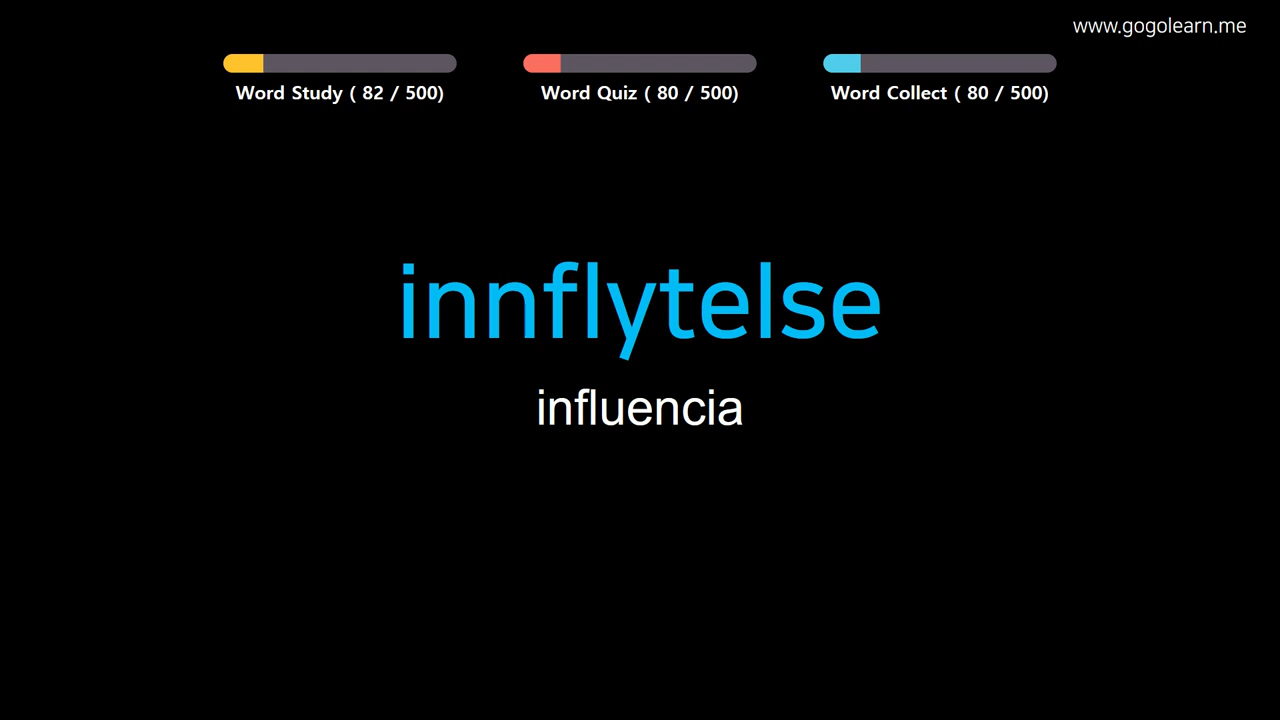 www.gogolearn.me
Word Study ( 82 / 500)
Word Quiz ( 80 / 500)
Word Collect ( 80 / 500)
innflytelse
influencia